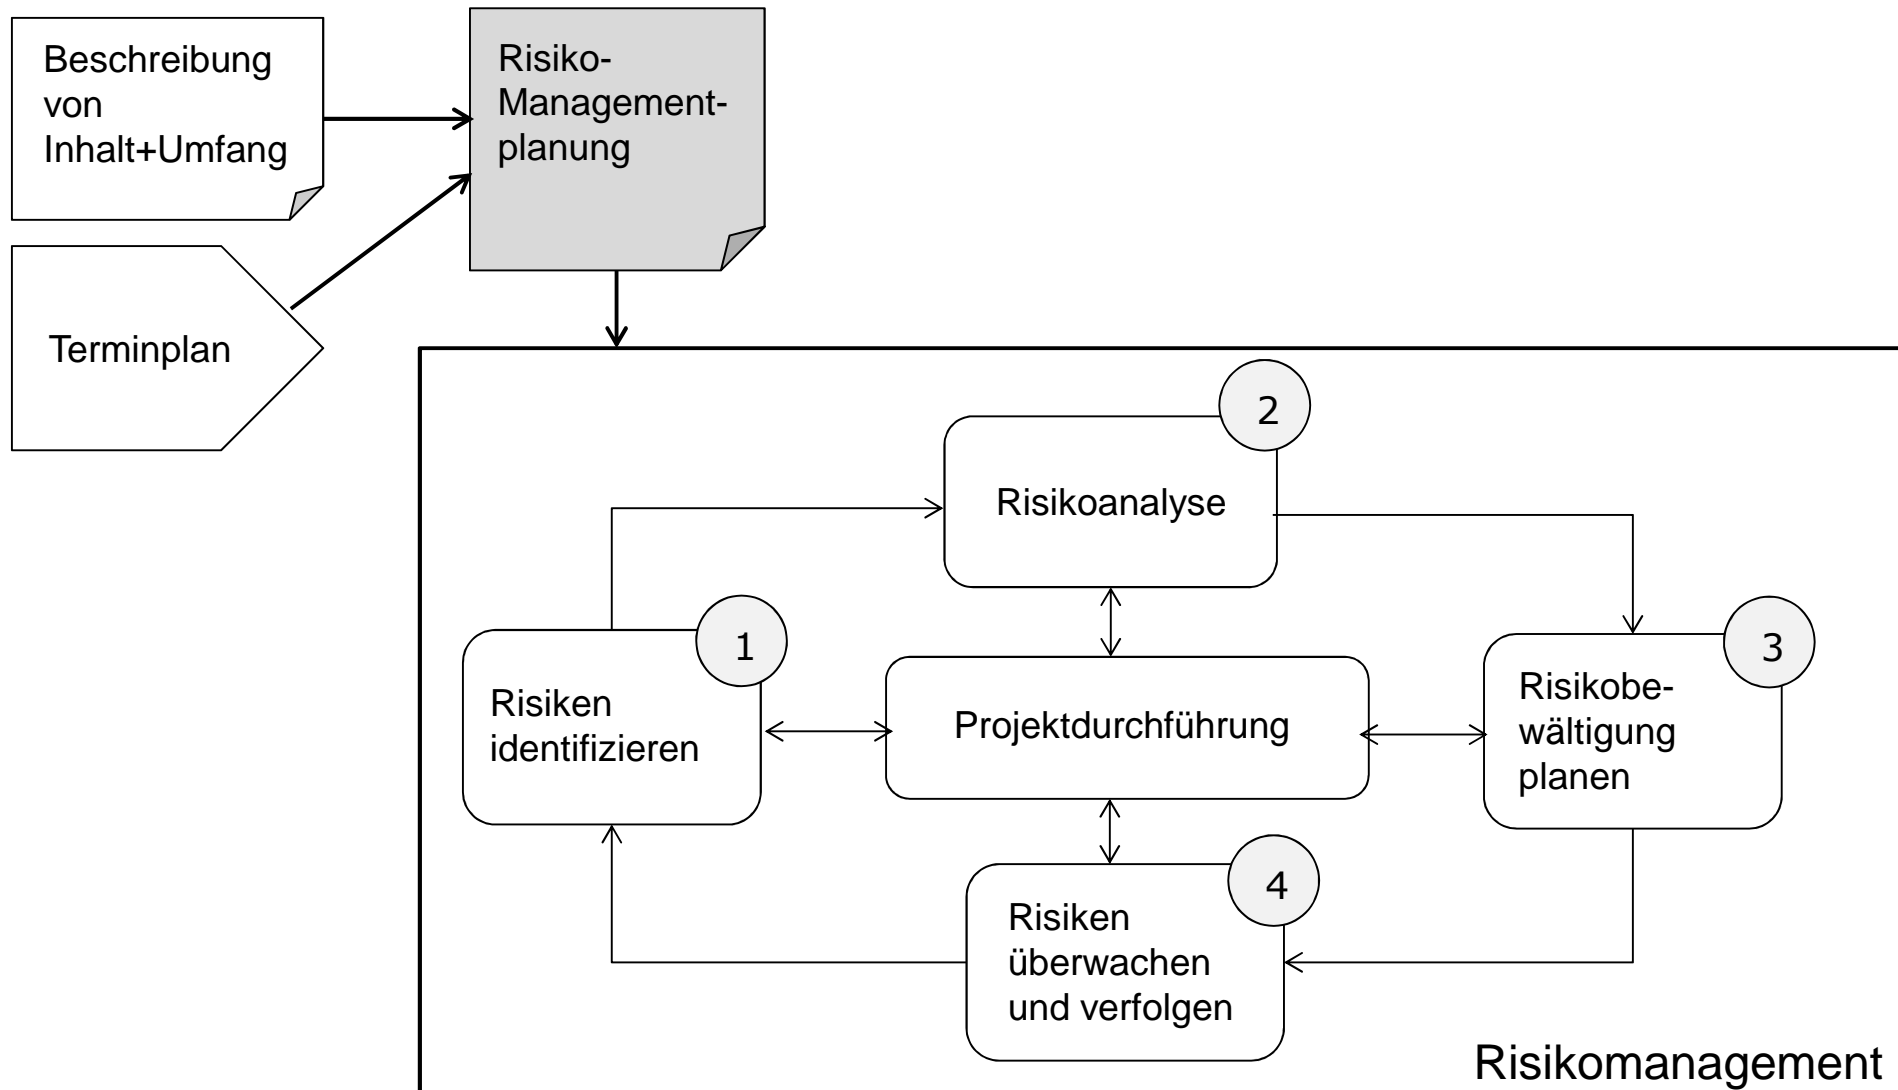 Beschreibung
von
Inhalt+Umfang
Risiko-
Management-
planung
Terminplan
2
Risikoanalyse
1
Risiken
identifizieren
Projektdurchführung
3
Risikobe-
wältigung
planen
4
Risiken
überwachen
und verfolgen
Risikomanagement